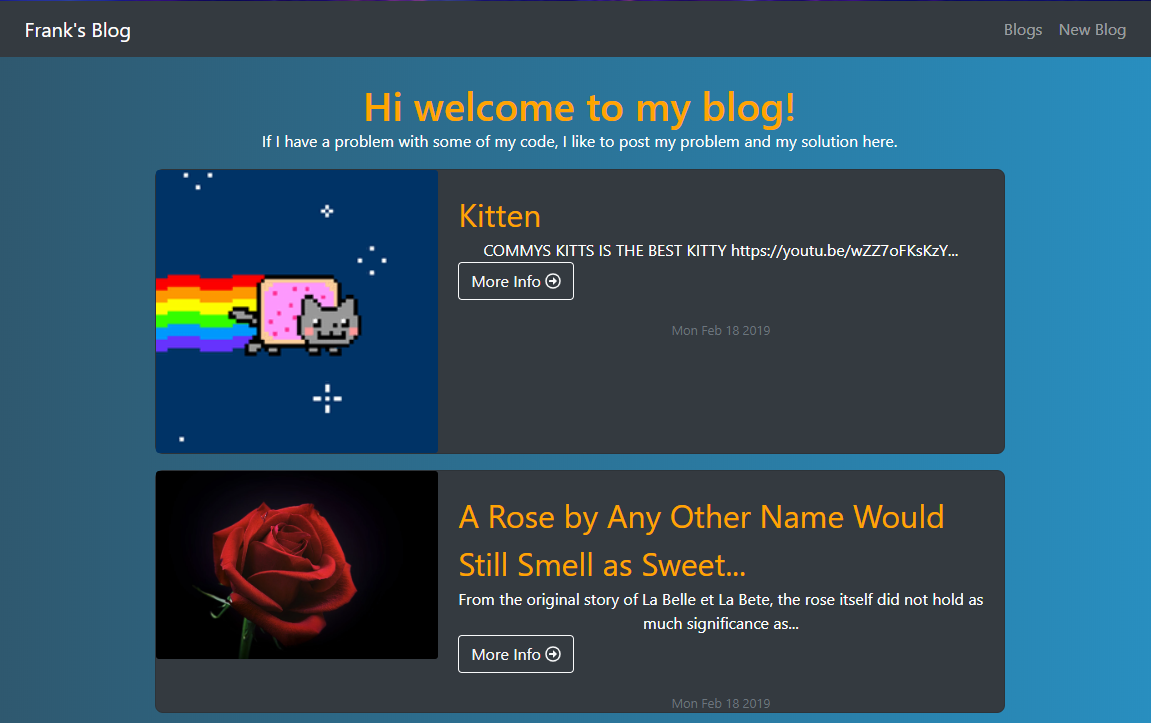 Frank's Blog
Blogs New Blog
Hi welcome to my blog!
If I have a problem with some of my code, I like to post my problem and my solution here.
Kitten
COMMYS KITTS IS THE BEST KITTY https://youtu.be/wZZ7oFKsKzY...
More Info
Mon Feb 18 2019
A Rose by Any Other Name Would
Still Smell as Sweet...
From the original story of La Belle et La Bete, the rose itself did not hold as
much significance as...
More Info
Mon Feb 18 2019